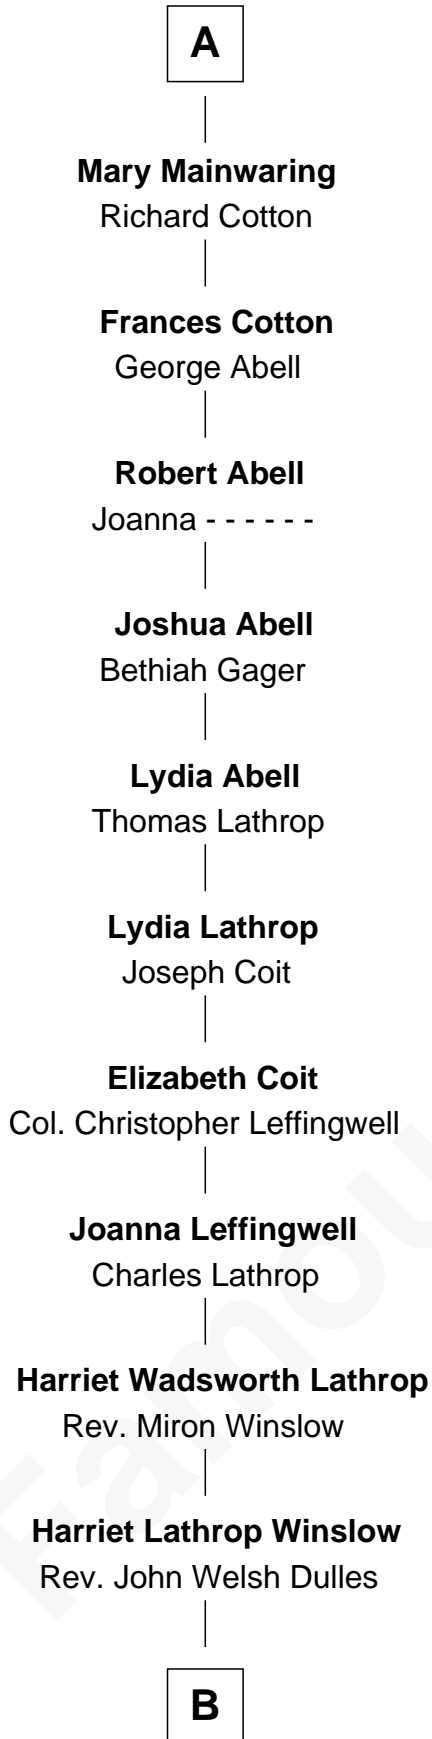 A
Mary Mainwaring
Richard Cotton
Frances Cotton
George Abell
Robert Abell
Joanna - - - - - -
Joshua Abell
Bethiah Gager
Lydia Abell
Thomas Lathrop
Lydia Lathrop
Joseph Coit
Elizabeth Coit
Col. Christopher Leffingwell
Joanna Leffingwell
Charles Lathrop
Harriet Wadsworth Lathrop
Rev. Miron Winslow
Harriet Lathrop Winslow
Rev. John Welsh Dulles
B
Famou